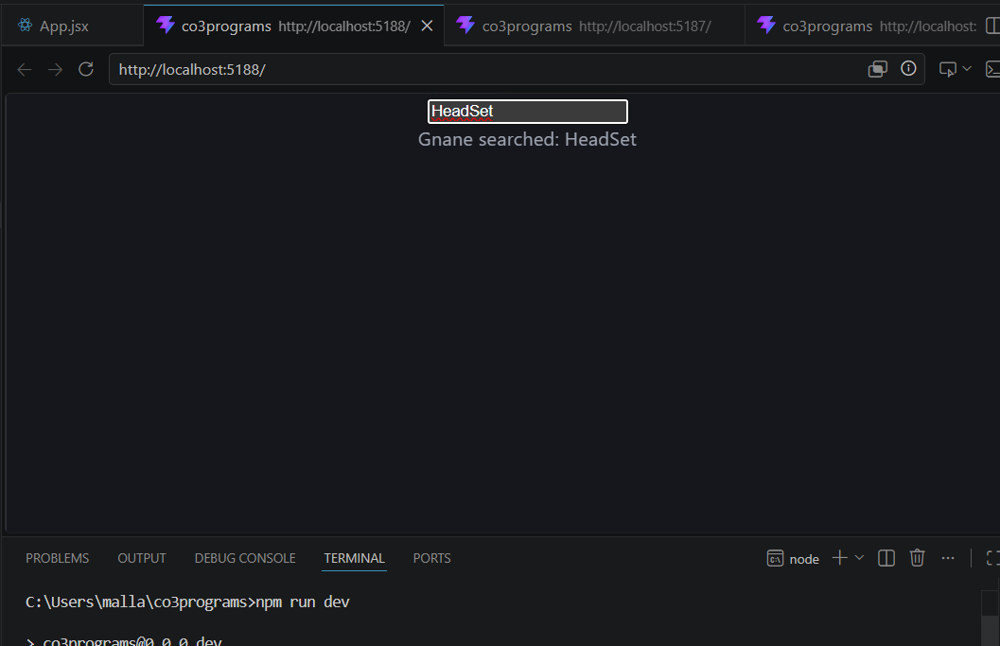 App.jsx
co3programs http://localhost:5188/
co3programs http://localhost:5187/
co3programs http://localhost:
http://localhost:5188/
HeadSet
Gnane searched: HeadSet
PROBLEMS OUTPUT DEBUG CONSOLE TERMINAL PORTS
node
C:\Users\malla\co3programs>npm run dev
> co3programs@0.0.0 dev